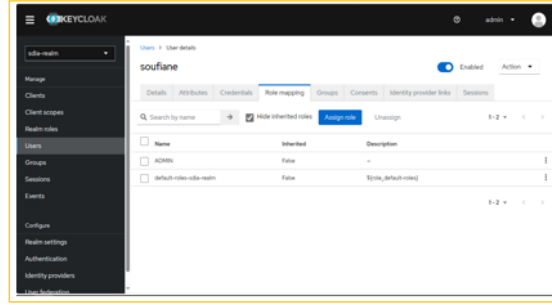 KEYCLOAK
admin
sdia-realm
Manage
Clients
Client scopes
Realm roles
Users
Groups
Sessions
Events
Configure
Realm settings
Authentication
Identity providers
User federation
Users > User details
soufiane
Enabled
Action
Details Attributes Credentials Role mapping Groups Consents Identity provider links Sessions
Search by name Hide inherited roles Assign role Unassign 1-2
Name Inherited Description
ADMIN False –
default-roles-sdia-realm False ${role_default-roles}
1-2